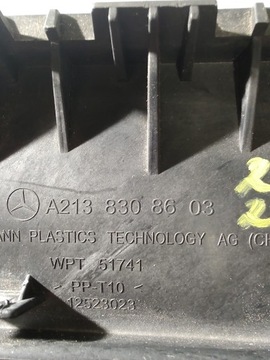 A213 830 86 03
ANN PLASTICS TECHNOLOGY AG (CH
WPT 51741
> PP-T10 <
12523023